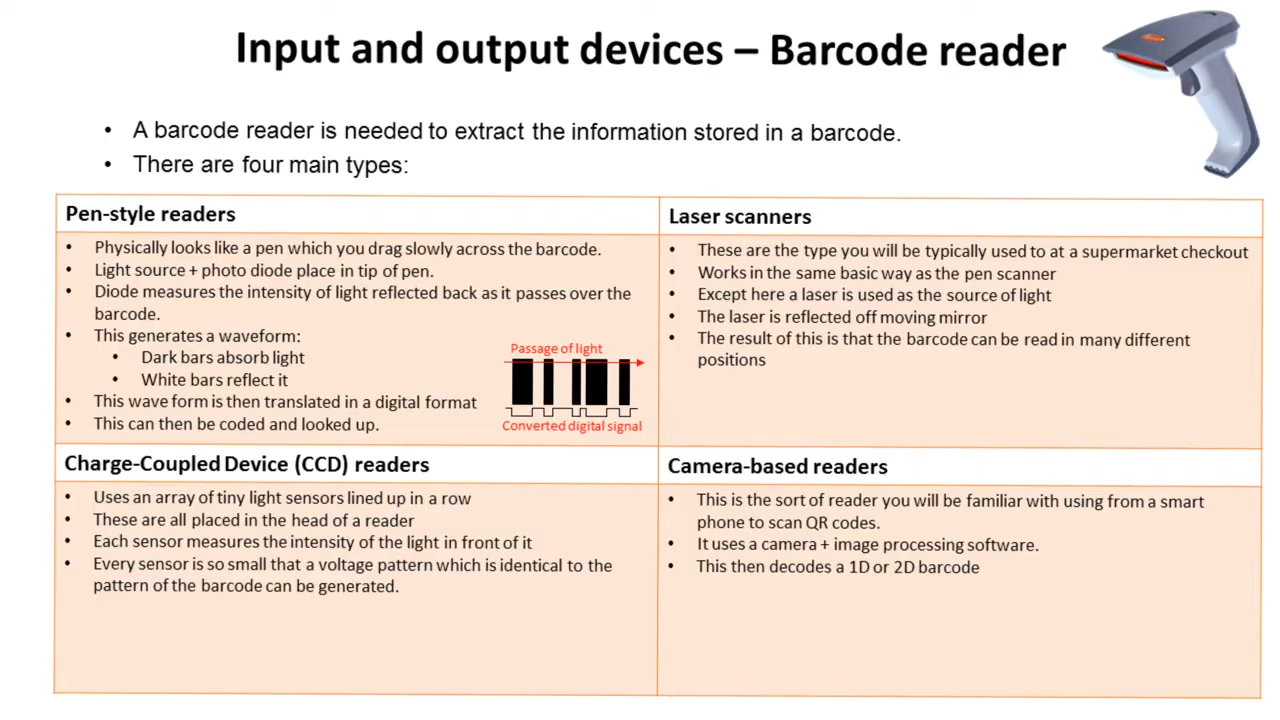 Input and output devices – Barcode reader
• A barcode reader is needed to extract the information stored in a barcode.
• There are four main types:
Pen-style readers
• Physically looks like a pen which you drag slowly across the barcode.
• Light source + photo diode place in tip of pen.
• Diode measures the intensity of light reflected back as it passes over the
barcode.
• This generates a waveform:
• Dark bars absorb light
• White bars reflect it
• This wave form is then translated in a digital format
• This can then be coded and looked up.
Passage of light
Converted digital signal
Laser scanners
• These are the type you will be typically used to at a supermarket checkout
• Works in the same basic way as the pen scanner
• Except here a laser is used as the source of light
• The laser is reflected off moving mirror
• The result of this is that the barcode can be read in many different
positions
Charge-Coupled Device (CCD) readers
• Uses an array of tiny light sensors lined up in a row
• These are all placed in the head of a reader
• Each sensor measures the intensity of the light in front of it
• Every sensor is so small that a voltage pattern which is identical to the
pattern of the barcode can be generated.
Camera-based readers
• This is the sort of reader you will be familiar with using from a smart
phone to scan QR codes.
• It uses a camera + image processing software.
• This then decodes a 1D or 2D barcode